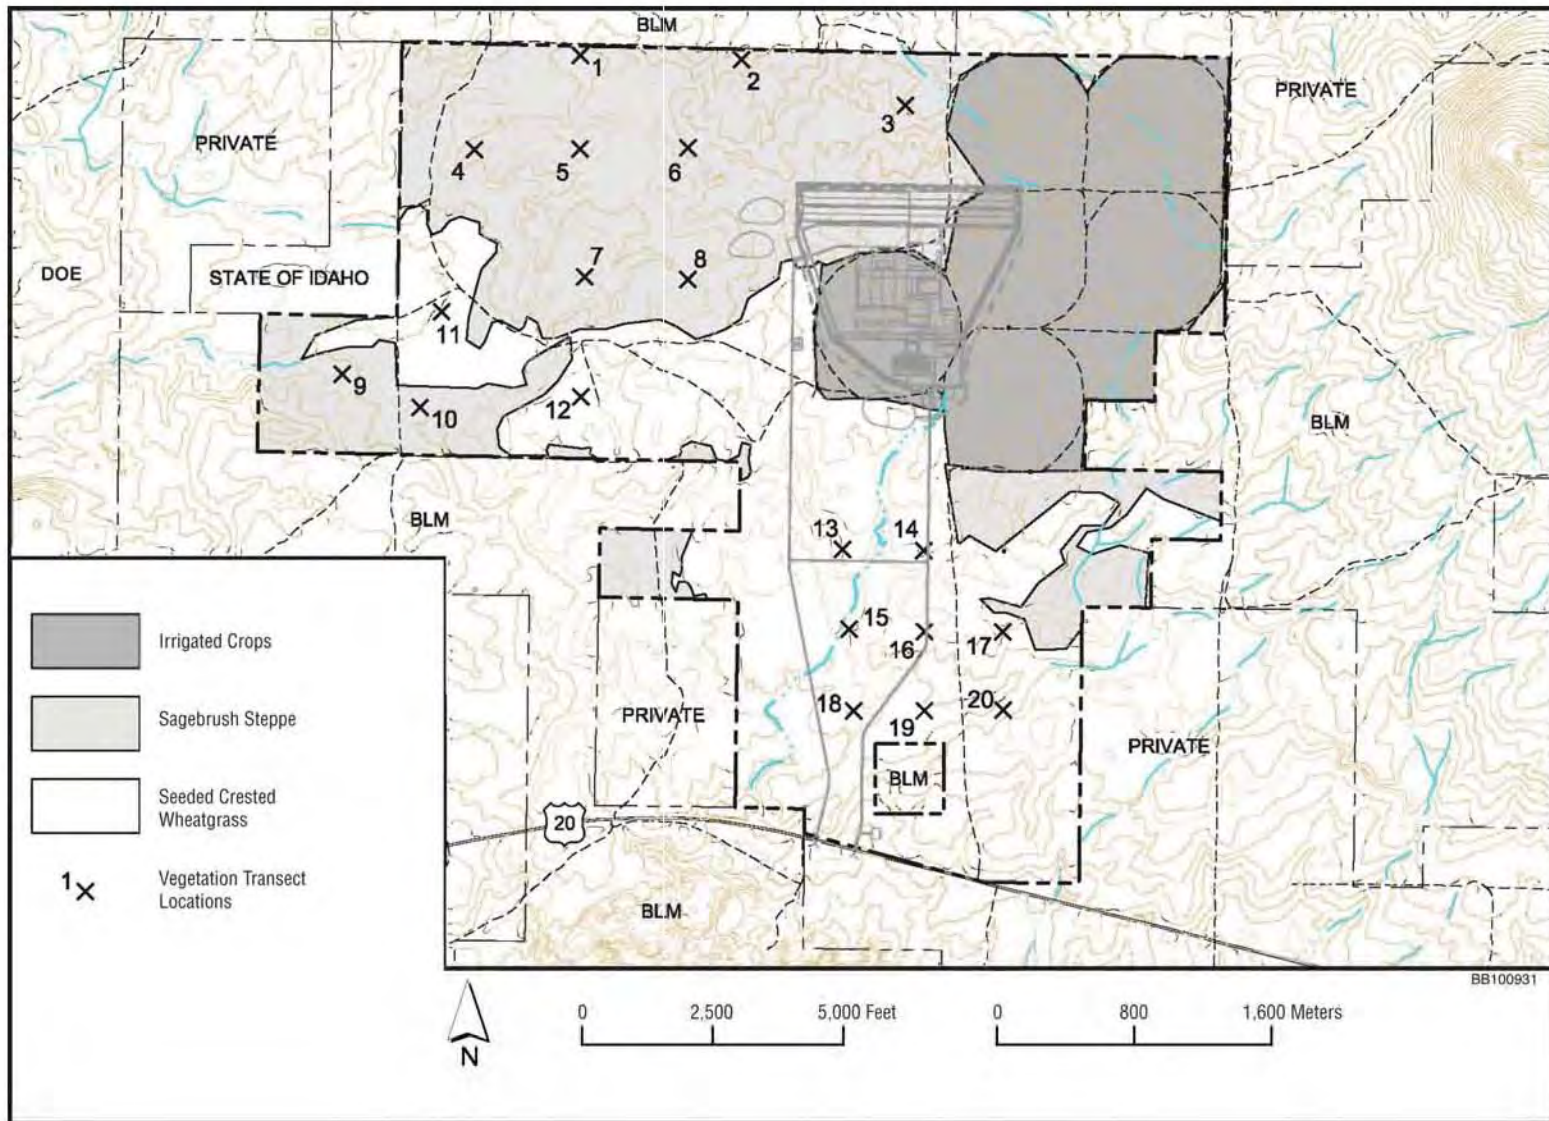 BLM
1
2
PRIVATE
3
PRIVATE
4
5
6
7
8
DOE
STATE OF IDAHO
11
9
10
12
BLM
BLM
13
14
15
16
17
18
19
20
PRIVATE
PRIVATE
BLM
20
BLM
Irrigated Crops
Sagebrush Steppe
Seeded Crested
Wheatgrass
1
Vegetation Transect
Locations
BB100931
N
0 2,500 5,000 Feet
0 800 1,600 Meters